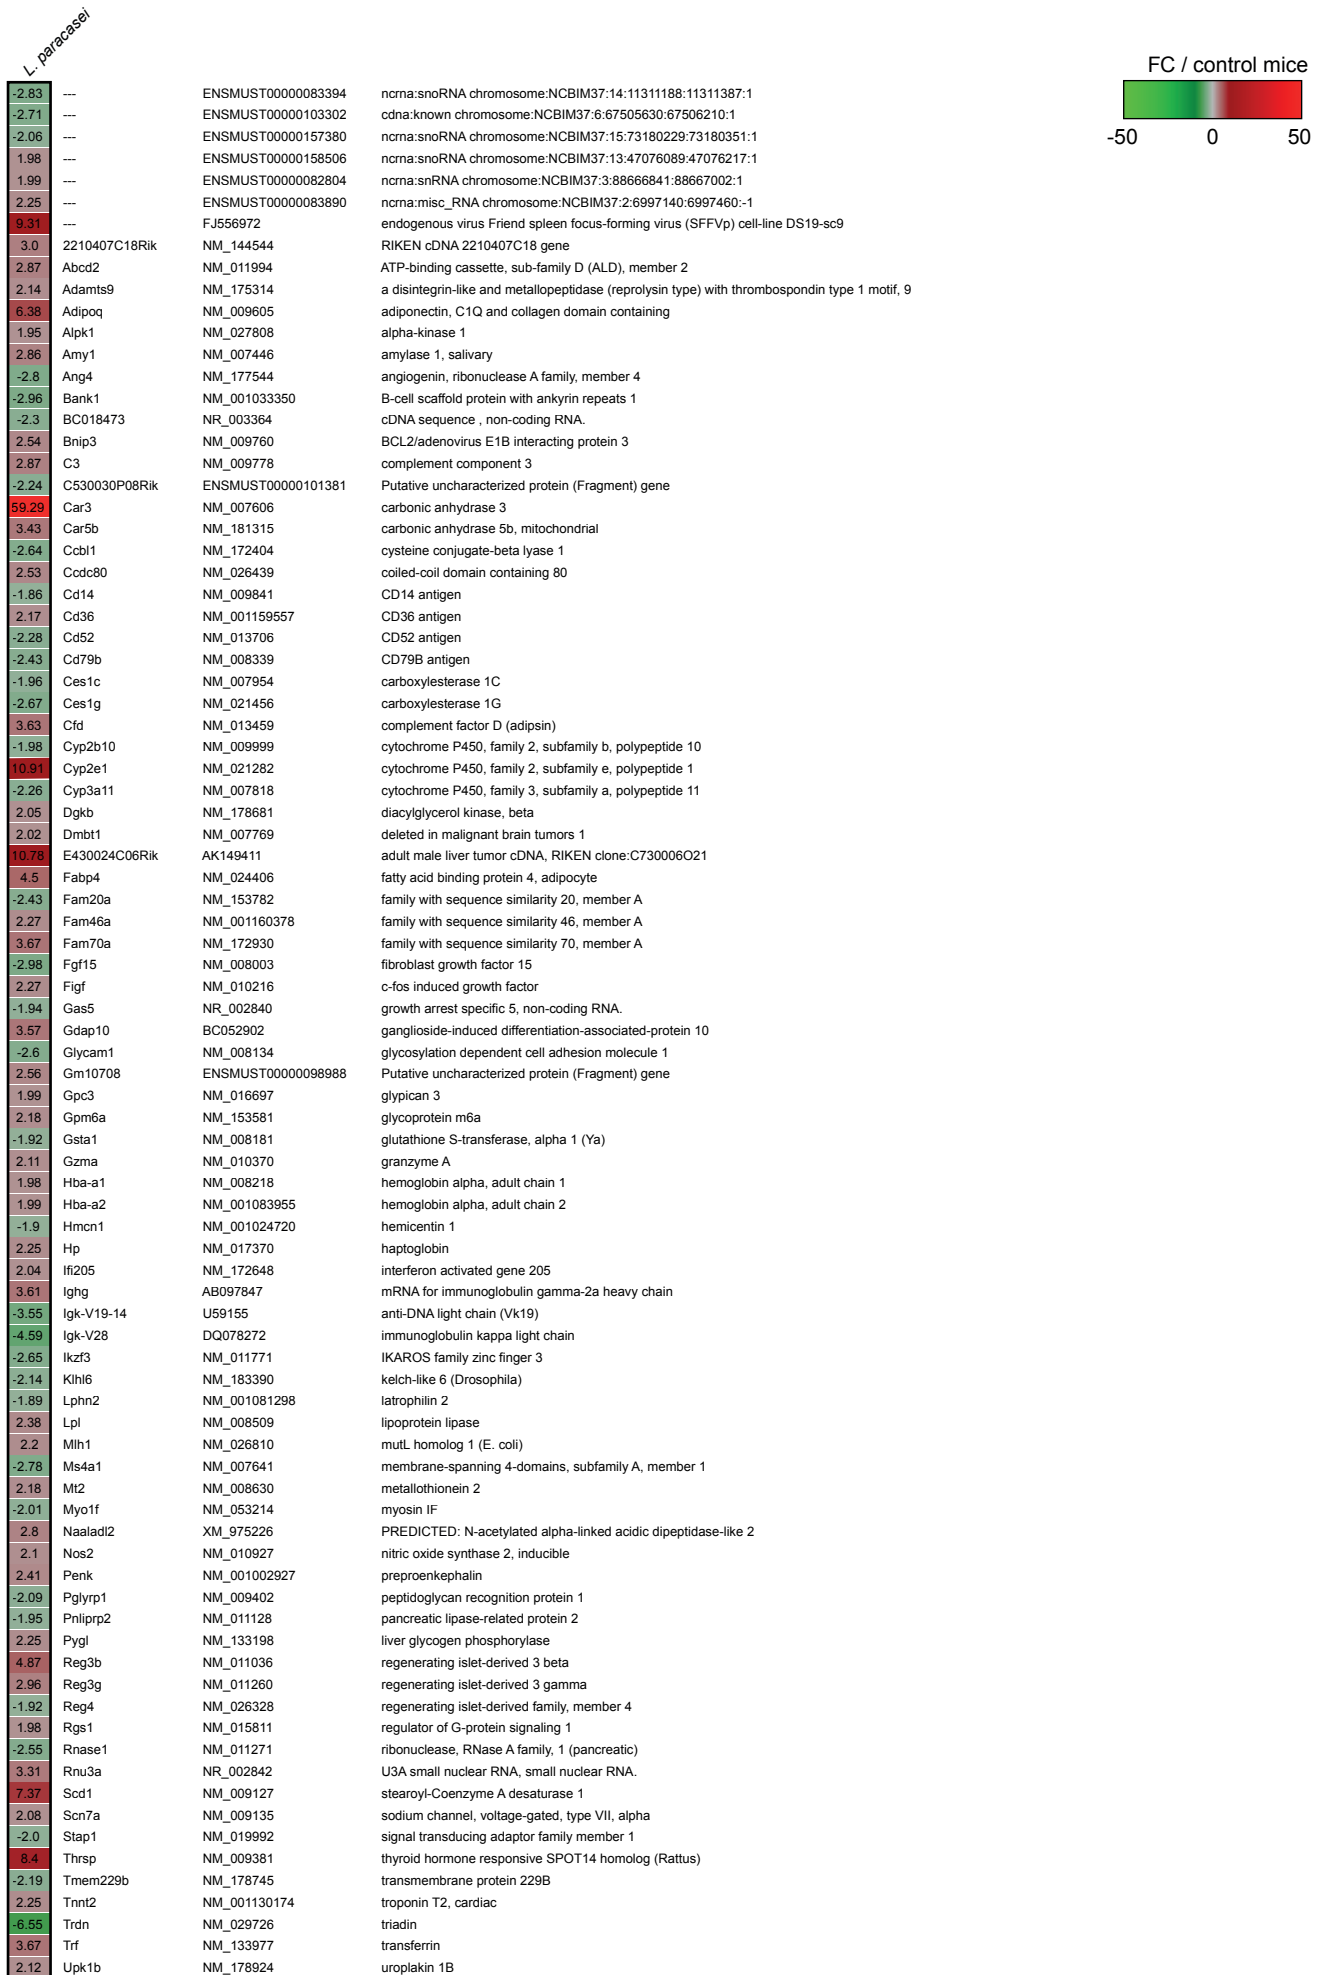 L. paracasei
FC / control mice
-50 0 50
-2.83 --- ENSMUST00000083394 ncrna:snoRNA chromosome:NCBIM37:14:11311188:11311387:1
-2.71 --- ENSMUST00000103302 cdna:known chromosome:NCBIM37:6:67505630:67506210:1
-2.06 --- ENSMUST00000157380 ncrna:snoRNA chromosome:NCBIM37:15:73180229:73180351:1
1.98 --- ENSMUST00000158506 ncrna:snoRNA chromosome:NCBIM37:13:47076089:47076217:1
1.99 --- ENSMUST00000082804 ncrna:snRNA chromosome:NCBIM37:3:88666841:88667002:1
2.25 --- ENSMUST00000083890 ncrna:misc_RNA chromosome:NCBIM37:2:6997140:6997460:-1
9.31 --- FJ556972 endogenous virus Friend spleen focus-forming virus (SFFVp) cell-line DS19-sc9
3.0 2210407C18Rik NM_144544 RIKEN cDNA 2210407C18 gene
2.87 Abcd2 NM_011994 ATP-binding cassette, sub-family D (ALD), member 2
2.14 Adamts9 NM_175314 a disintegrin-like and metallopeptidase (reprolysin type) with thrombospondin type 1 motif, 9
6.38 Adipoq NM_009605 adiponectin, C1Q and collagen domain containing
1.95 Alpk1 NM_027808 alpha-kinase 1
2.86 Amy1 NM_007446 amylase 1, salivary
-2.8 Ang4 NM_177544 angiogenin, ribonuclease A family, member 4
-2.96 Bank1 NM_001033350 B-cell scaffold protein with ankyrin repeats 1
-2.3 BC018473 NR_003364 cDNA sequence , non-coding RNA.
2.54 Bnip3 NM_009760 BCL2/adenovirus E1B interacting protein 3
2.87 C3 NM_009778 complement component 3
-2.24 C530030P08Rik ENSMUST00000101381 Putative uncharacterized protein (Fragment) gene
59.29 Car3 NM_007606 carbonic anhydrase 3
3.43 Car5b NM_181315 carbonic anhydrase 5b, mitochondrial
-2.64 Ccbl1 NM_172404 cysteine conjugate-beta lyase 1
2.53 Ccdc80 NM_026439 coiled-coil domain containing 80
-1.86 Cd14 NM_009841 CD14 antigen
2.17 Cd36 NM_001159557 CD36 antigen
-2.28 Cd52 NM_013706 CD52 antigen
-2.43 Cd79b NM_008339 CD79B antigen
-1.96 Ces1c NM_007954 carboxylesterase 1C
-2.67 Ces1g NM_021456 carboxylesterase 1G
3.63 Cfd NM_013459 complement factor D (adipsin)
-1.98 Cyp2b10 NM_009999 cytochrome P450, family 2, subfamily b, polypeptide 10
10.91 Cyp2e1 NM_021282 cytochrome P450, family 2, subfamily e, polypeptide 1
-2.26 Cyp3a11 NM_007818 cytochrome P450, family 3, subfamily a, polypeptide 11
2.05 Dgkb NM_178681 diacylglycerol kinase, beta
2.02 Dmbt1 NM_007769 deleted in malignant brain tumors 1
10.78 E430024C06Rik AK149411 adult male liver tumor cDNA, RIKEN clone:C730006O21
4.5 Fabp4 NM_024406 fatty acid binding protein 4, adipocyte
-2.43 Fam20a NM_153782 family with sequence similarity 20, member A
2.27 Fam46a NM_001160378 family with sequence similarity 46, member A
3.67 Fam70a NM_172930 family with sequence similarity 70, member A
-2.98 Fgf15 NM_008003 fibroblast growth factor 15
2.27 Figf NM_010216 c-fos induced growth factor
-1.94 Gas5 NR_002840 growth arrest specific 5, non-coding RNA.
3.57 Gdap10 BC052902 ganglioside-induced differentiation-associated-protein 10
-2.6 Glycam1 NM_008134 glycosylation dependent cell adhesion molecule 1
2.56 Gm10708 ENSMUST00000098988 Putative uncharacterized protein (Fragment) gene
1.99 Gpc3 NM_016697 glypican 3
2.18 Gpm6a NM_153581 glycoprotein m6a
-1.92 Gsta1 NM_008181 glutathione S-transferase, alpha 1 (Ya)
2.11 Gzma NM_010370 granzyme A
1.98 Hba-a1 NM_008218 hemoglobin alpha, adult chain 1
1.99 Hba-a2 NM_001083955 hemoglobin alpha, adult chain 2
-1.9 Hmcn1 NM_001024720 hemicentin 1
2.25 Hp NM_017370 haptoglobin
2.04 Ifi205 NM_172648 interferon activated gene 205
3.61 Ighg AB097847 mRNA for immunoglobulin gamma-2a heavy chain
-3.55 Igk-V19-14 U59155 anti-DNA light chain (Vk19)
-4.59 Igk-V28 DQ078272 immunoglobulin kappa light chain
-2.65 Ikzf3 NM_011771 IKAROS family zinc finger 3
-2.14 Klhl6 NM_183390 kelch-like 6 (Drosophila)
-1.89 Lphn2 NM_001081298 latrophilin 2
2.38 Lpl NM_008509 lipoprotein lipase
2.2 Mlh1 NM_026810 mutL homolog 1 (E. coli)
-2.78 Ms4a1 NM_007641 membrane-spanning 4-domains, subfamily A, member 1
2.18 Mt2 NM_008630 metallothionein 2
-2.01 Myo1f NM_053214 myosin IF
2.8 Naaladl2 XM_975226 PREDICTED: N-acetylated alpha-linked acidic dipeptidase-like 2
2.1 Nos2 NM_010927 nitric oxide synthase 2, inducible
2.41 Penk NM_001002927 preproenkephalin
-2.09 Pglyrp1 NM_009402 peptidoglycan recognition protein 1
-1.95 Pnliprp2 NM_011128 pancreatic lipase-related protein 2
2.25 Pygl NM_133198 liver glycogen phosphorylase
4.87 Reg3b NM_011036 regenerating islet-derived 3 beta
2.96 Reg3g NM_011260 regenerating islet-derived 3 gamma
-1.92 Reg4 NM_026328 regenerating islet-derived family, member 4
1.98 Rgs1 NM_015811 regulator of G-protein signaling 1
-2.55 Rnase1 NM_011271 ribonuclease, RNase A family, 1 (pancreatic)
3.31 Rnu3a NR_002842 U3A small nuclear RNA, small nuclear RNA.
7.37 Scd1 NM_009127 stearoyl-Coenzyme A desaturase 1
2.08 Scn7a NM_009135 sodium channel, voltage-gated, type VII, alpha
-2.0 Stap1 NM_019992 signal transducing adaptor family member 1
8.4 Thrsp NM_009381 thyroid hormone responsive SPOT14 homolog (Rattus)
-2.19 Tmem229b NM_178745 transmembrane protein 229B
2.25 Tnnt2 NM_001130174 troponin T2, cardiac
-6.55 Trdn NM_029726 triadin
3.67 Trf NM_133977 transferrin
2.12 Upk1b NM_178924 uroplakin 1B